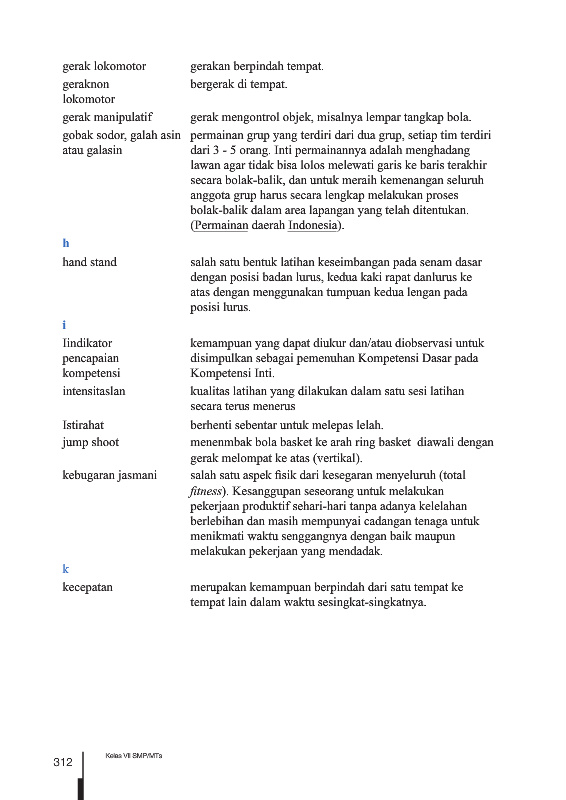 gerak lokomotor gerakan berpindah tempat.
geraknon bergerak di tempat.
lokomotor
gerak manipulatif gerak mengontrol objek, misalnya lempar tangkap bola.
gobak sodor, galah asin permainan grup yang terdiri dari dua grup, setiap tim terdiri
atau galasin dari 3 - 5 orang. Inti permainannya adalah menghadang
lawan agar tidak bisa lolos melewati garis ke baris terakhir
secara bolak-balik, dan untuk meraih kemenangan seluruh
anggota grup harus secara lengkap melakukan proses
bolak-balik dalam area lapangan yang telah ditentukan.
(Permainan daerah Indonesia).
h
hand stand salah satu bentuk latihan keseimbangan pada senam dasar
dengan posisi badan lurus, kedua kaki rapat danlurus ke
atas dengan menggunakan tumpuan kedua lengan pada
posisi lurus.
i
Iindikator kemampuan yang dapat diukur dan/atau diobservasi untuk
pencapaian disimpulkan sebagai pemenuhan Kompetensi Dasar pada
kompetensi Kompetensi Inti.
intensitaslan kualitas latihan yang dilakukan dalam satu sesi latihan
secara terus menerus
Istirahat berhenti sebentar untuk melepas lelah.
jump shoot menenmbak bola basket ke arah ring basket diawali dengan
gerak melompat ke atas (vertikal).
kebugaran jasmani salah satu aspek fisik dari kesegaran menyeluruh (total
fitness). Kesanggupan seseorang untuk melakukan
pekerjaan produktif sehari-hari tanpa adanya kelelahan
berlebihan dan masih mempunyai cadangan tenaga untuk
menikmati waktu senggangnya dengan baik maupun
melakukan pekerjaan yang mendadak.
k
kecepatan merupakan kemampuan berpindah dari satu tempat ke
tempat lain dalam waktu sesingkat-singkatnya.
312 Kelas VII SMP/MTs